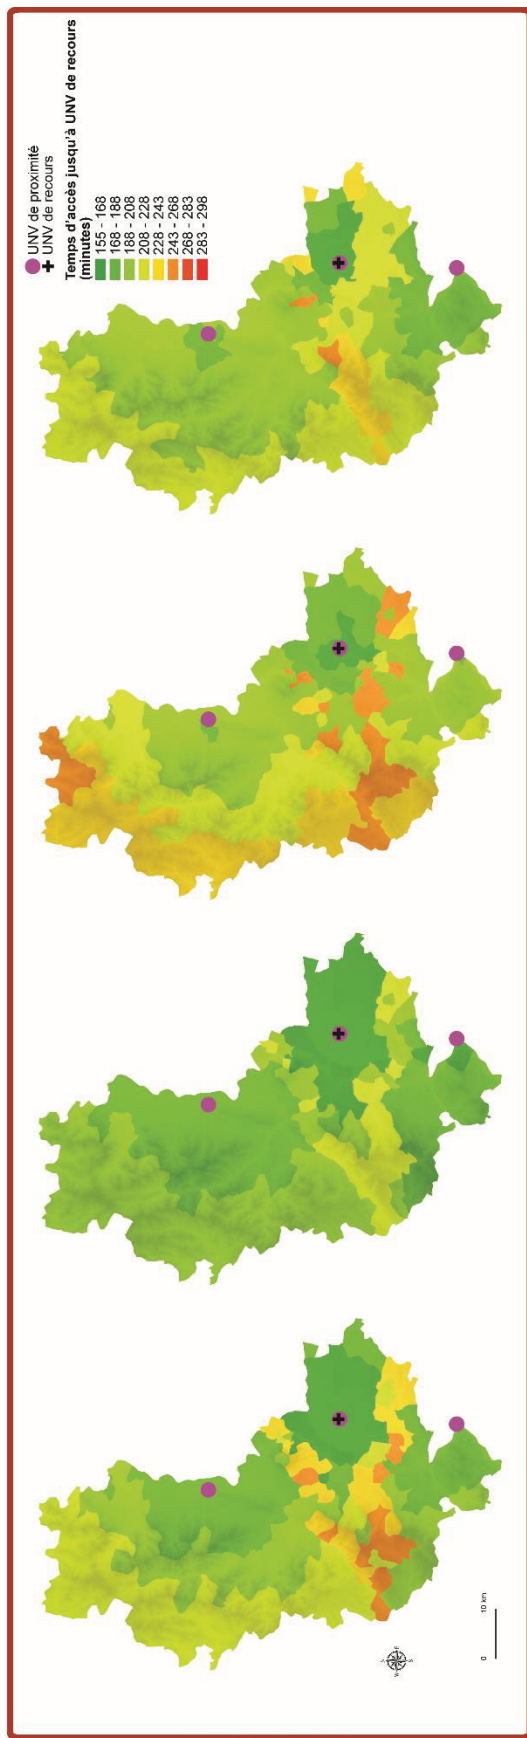 UNV de proximité
UNV de recours
Temps d'accès jusqu'à UNV de recours
(minutes)
155 - 168
168 - 188
188 - 208
208 - 228
228 - 243
243 - 268
268 - 283
283 - 298
0 10 km
N
E
S
W